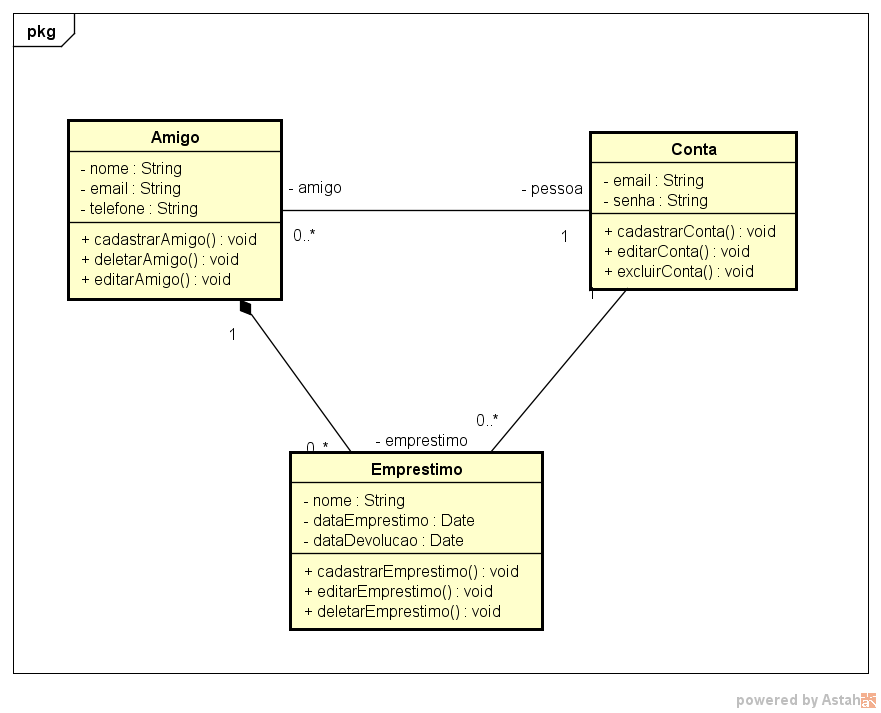 pkg
Amigo
- nome : String
- email : String
- telefone : String
+ cadastrarAmigo() : void
+ deletarAmigo() : void
+ editarAmigo() : void
- amigo
0..*
- pessoa
1
Conta
- email : String
- senha : String
+ cadastrarConta() : void
+ editarConta() : void
+ excluirConta() : void
1
1
0..*
0..*
- emprestimo
Emprestimo
- nome : String
- dataEmprestimo : Date
- dataDevolucao : Date
+ cadastrarEmprestimo() : void
+ editarEmprestimo() : void
+ deletarEmprestimo() : void
powered by Astah